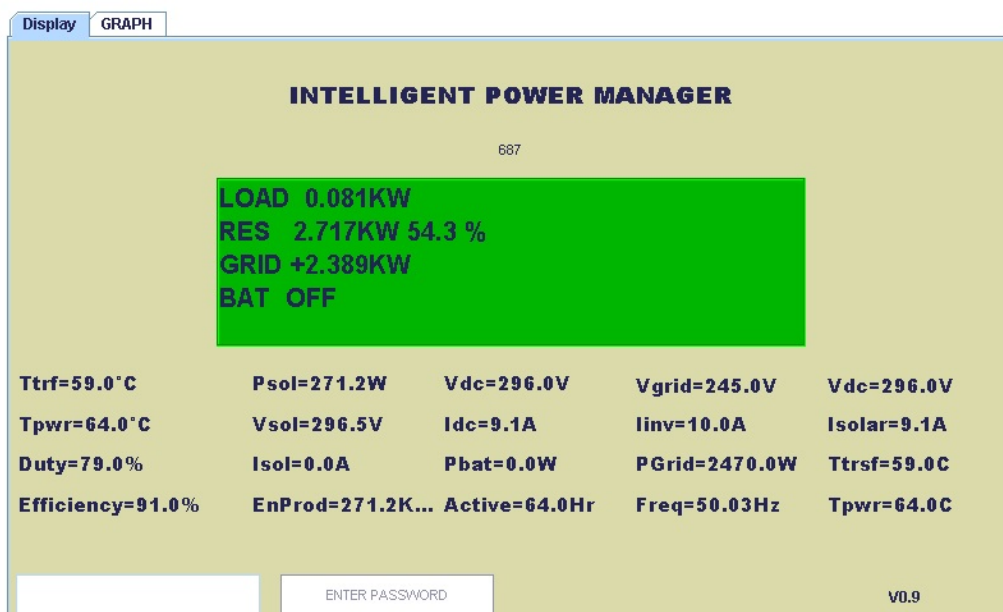 Display GRAPH
INTELLIGENT POWER MANAGER
687
LOAD 0.081KW
RES 2.717KW 54.3 %
GRID +2.389KW
BAT OFF
Ttrf=59.0°C Psol=271.2W Vdc=296.0V Vgrid=245.0V Vdc=296.0V
Tpwr=64.0°C Vsol=296.5V Idc=9.1A Iinv=10.0A Isolar=9.1A
Duty=79.0% Isol=0.0A Pbat=0.0W PGrid=2470.0W Ttrsf=59.0C
Efficiency=91.0% EnProd=271.2K... Active=64.0Hr Freq=50.03Hz Tpwr=64.0C
ENTER PASSWORD V0.9